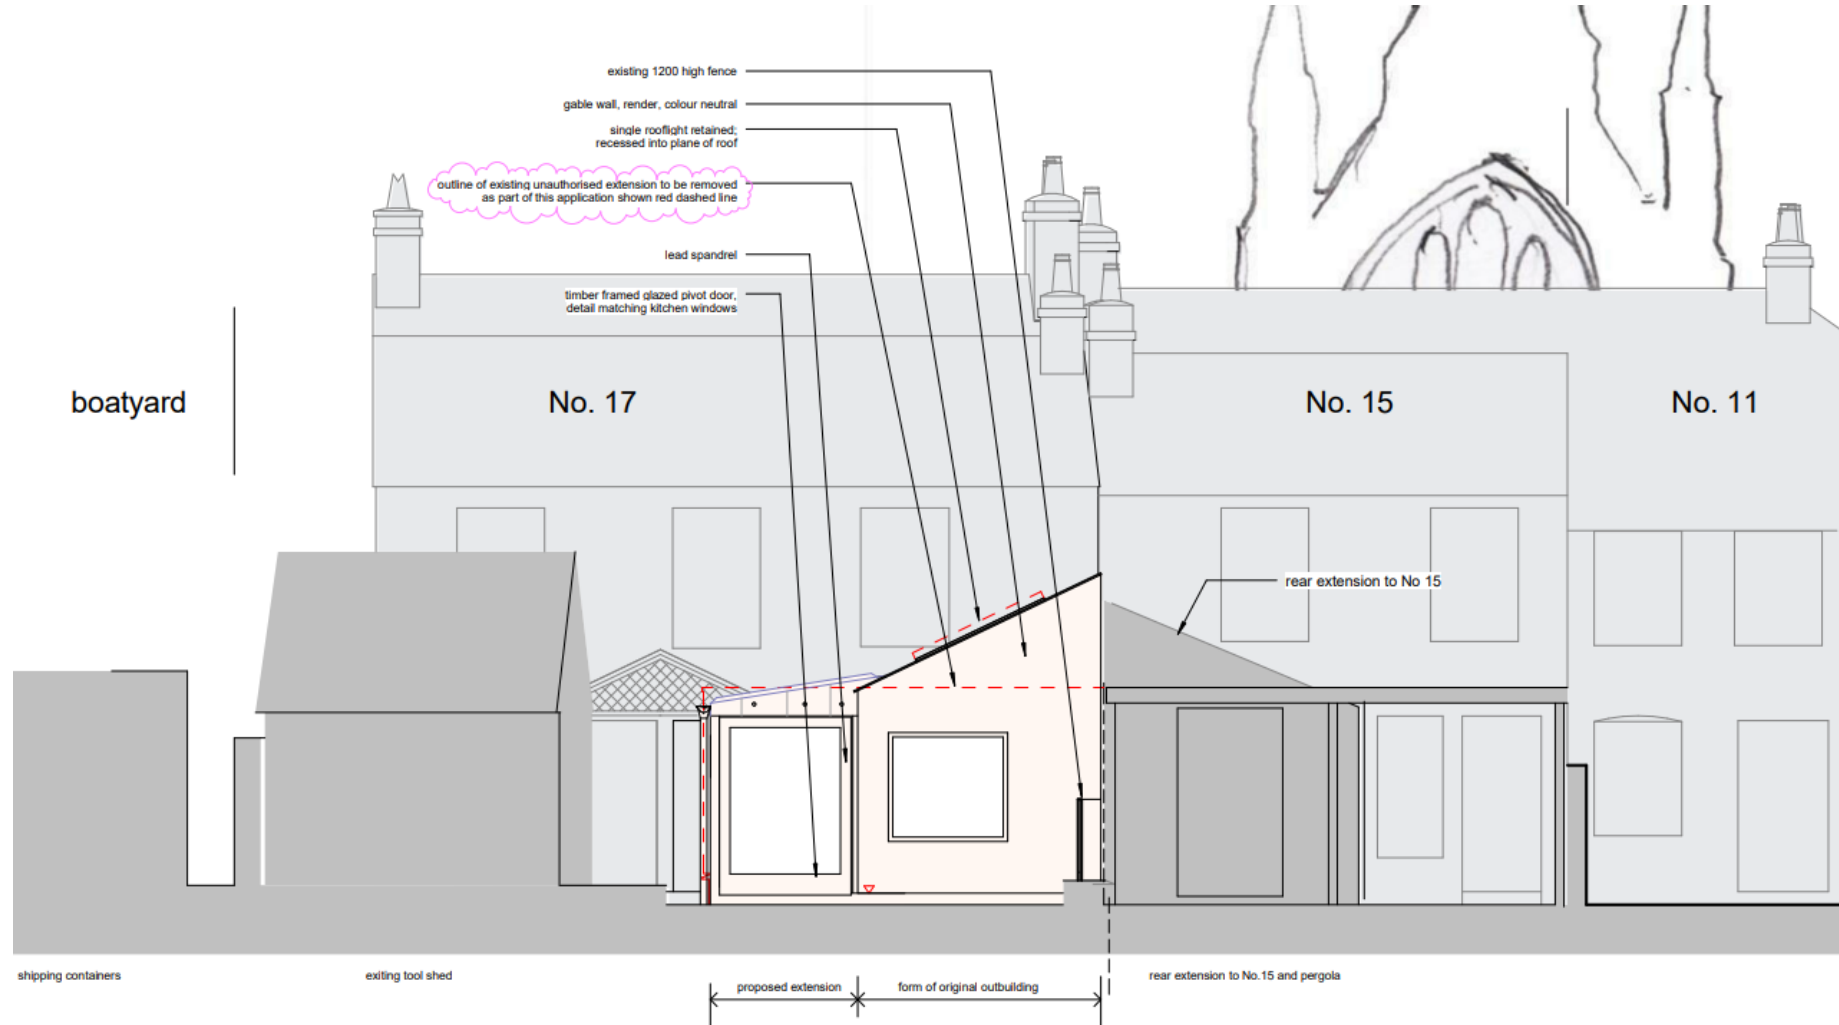 existing 1200 high fence
gable wall, render, colour neutral
single rooflight retained;
recessed into plane of roof
outline of existing unauthorised extension to be removed
as part of this application shown red dashed line
lead spandrel
timber framed glazed pivot door,
detail matching kitchen windows
boatyard
No. 17
No. 15
No. 11
rear extension to No 15
shipping containers
exiting tool shed
rear extension to No.15 and pergola
proposed extension
form of original outbuilding